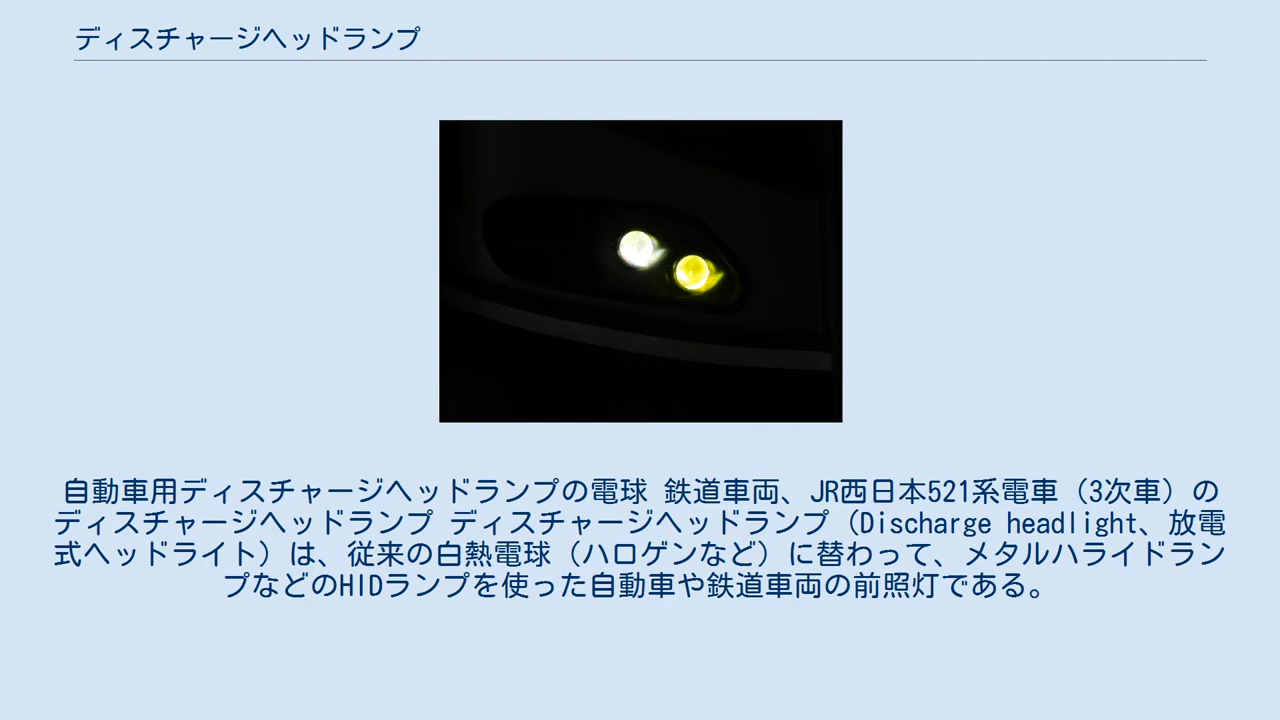 ディスチャージヘッドランプ
自動車用ディスチャージヘッドランプの電球 鉄道車両、JR西日本521系電車（3次車）の
ディスチャージヘッドランプ ディスチャージヘッドランプ（Discharge headlight、放電
式ヘッドライト）は、従来の白熱電球（ハロゲンなど）に替わって、メタルハライドラン
プなどのHIDランプを使った自動車や鉄道車両の前照灯である。